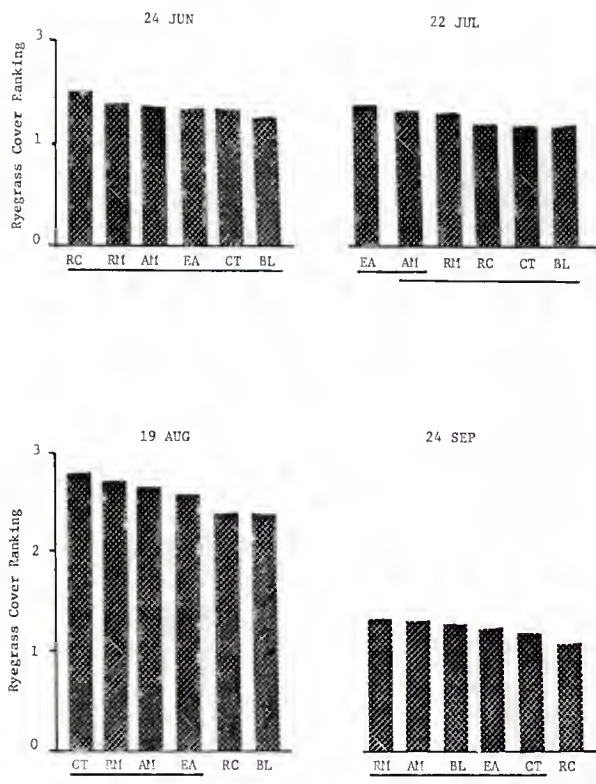 24 JUN
22 JUL
Ryegrass Cover Ranking
3
1
0
RC RM AM EA CT BL
EA AM RM RC CT BL
19 AUG
24 SEP
Ryegrass Cover Ranking
3
2
1
0
CT RM AM EA RC BL
RM AM BL EA CT RC